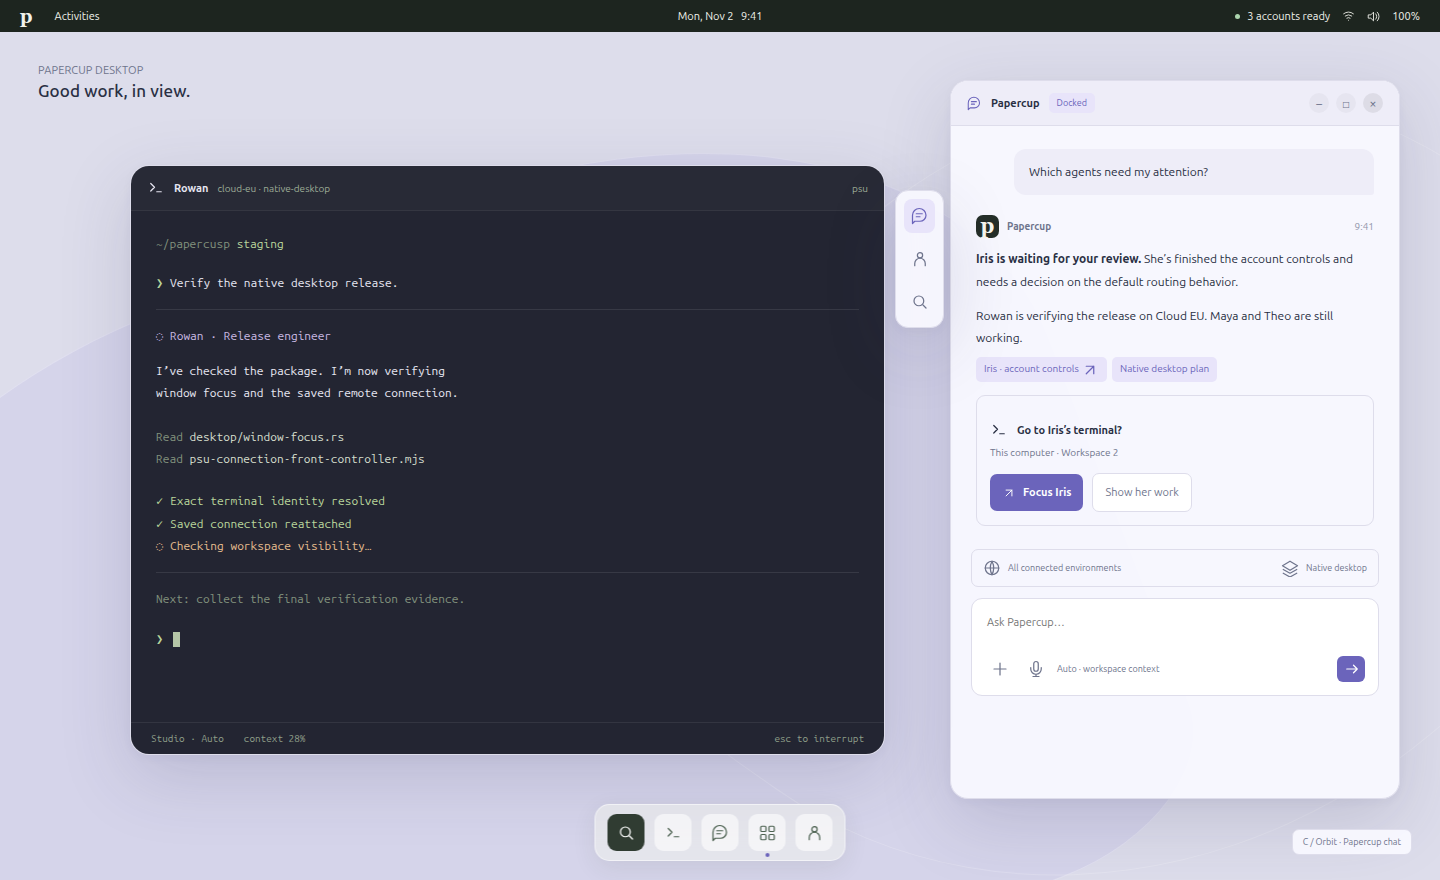 p Activities
Mon, Nov 2 9:41
3 accounts ready
100%
PAPERCUP DESKTOP
Good work, in view.
Rowan cloud-eu · native-desktop
psu
~/papercusp staging
❯ Verify the native desktop release.
Rowan · Release engineer
I’ve checked the package. I’m now verifying
window focus and the saved remote connection.
Read desktop/window-focus.rs
Read psu-connection-front-controller.mjs
✓ Exact terminal identity resolved
✓ Saved connection reattached
Checking workspace visibility…
Next: collect the final verification evidence.
❯
Studio · Auto context 28%
esc to interrupt
Papercup Docked
Which agents need my attention?
p Papercup
9:41
Iris is waiting for your review. She’s finished the account controls and
needs a decision on the default routing behavior.
Rowan is verifying the release on Cloud EU. Maya and Theo are still
working.
Iris · account controls
Native desktop plan
Go to Iris’s terminal?
This computer · Workspace 2
Focus Iris
Show her work
All connected environments
Native desktop
Ask Papercup…
Auto · workspace context
C / Orbit · Papercup chat